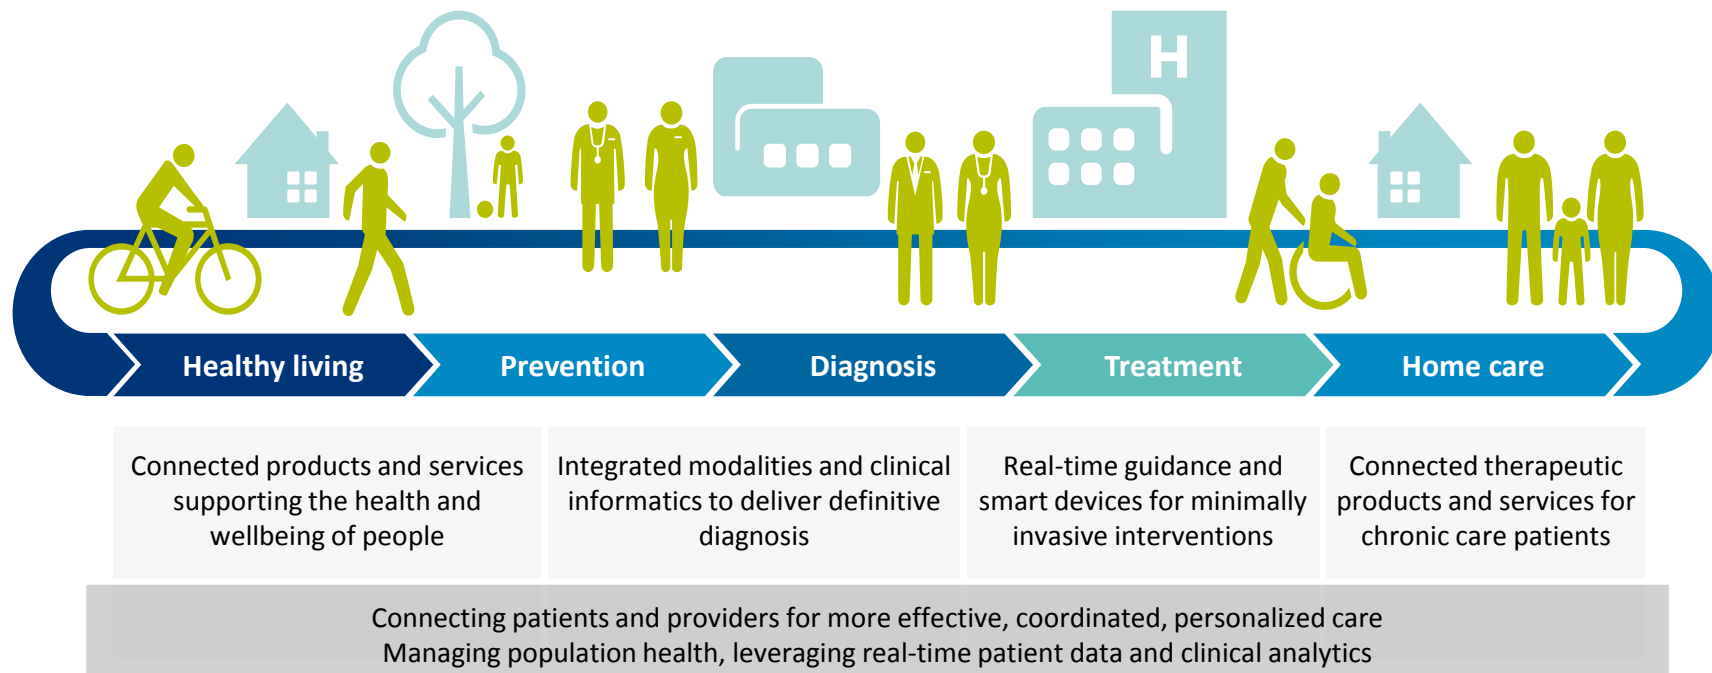 H
Healthy living
Prevention
Diagnosis
Treatment
Home care
Connected products and services
supporting the health and
wellbeing of people
Integrated modalities and clinical
informatics to deliver definitive
diagnosis
Real-time guidance and
smart devices for minimally
invasive interventions
Connected therapeutic
products and services for
chronic care patients
Connecting patients and providers for more effective, coordinated, personalized care
Managing population health, leveraging real-time patient data and clinical analytics